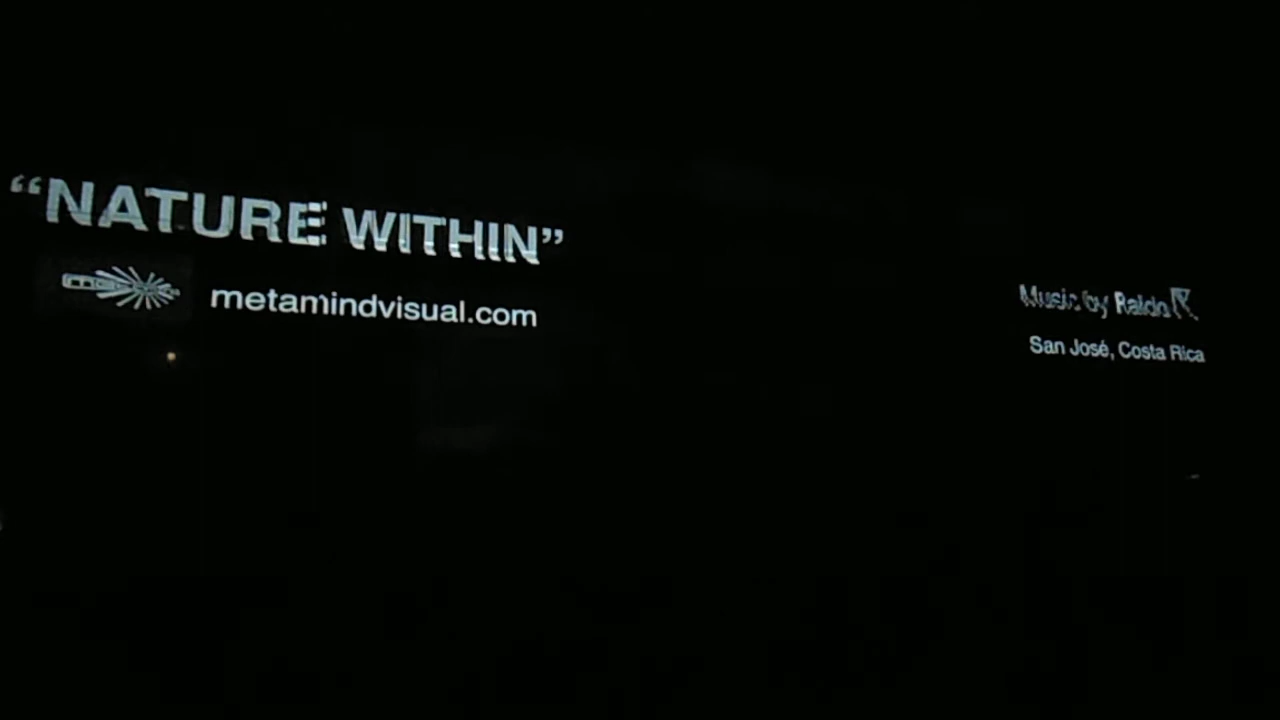 “NATURE WITHIN”
metamindvisual.com
Music by Raido
San José, Costa Rica